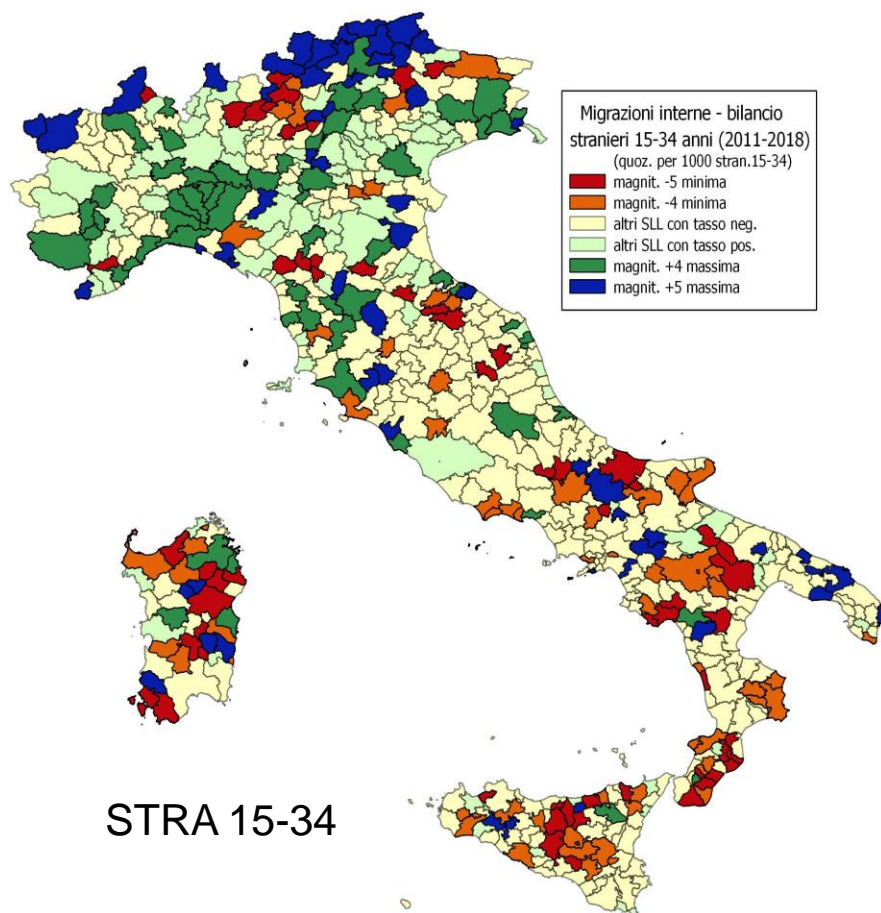 Migrazioni interne - bilancio
stranieri 15-34 anni (2011-2018)
(quoz. per 1000 stran.15-34)
magnit. -5 minima
magnit. -4 minima
altri SLL con tasso neg.
altri SLL con tasso pos.
magnit. +4 massima
magnit. +5 massima
STRA 15-34